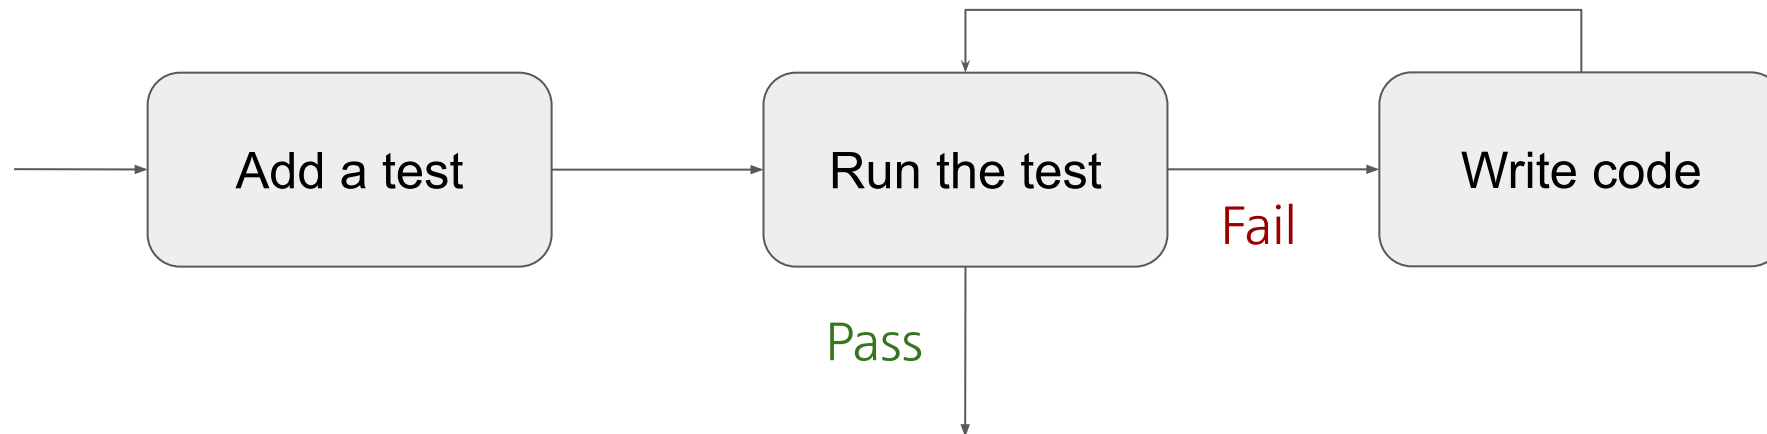 Add a test
Run the test
Write code
Fail
Pass